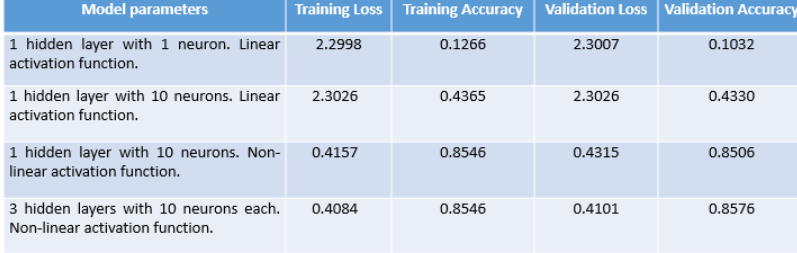 Model parameters Training Loss Training Accuracy Validation Loss Validation Accuracy
1 hidden layer with 1 neuron. Linear 2.2998 0.1266 2.3007 0.1032
activation function.
1 hidden layer with 10 neurons. Linear 2.3026 0.4365 2.3026 0.4330
activation function.
1 hidden layer with 10 neurons. Non- 0.4157 0.8546 0.4315 0.8506
linear activation function.
3 hidden layers with 10 neurons each. 0.4084 0.8546 0.4101 0.8576
Non-linear activation function.